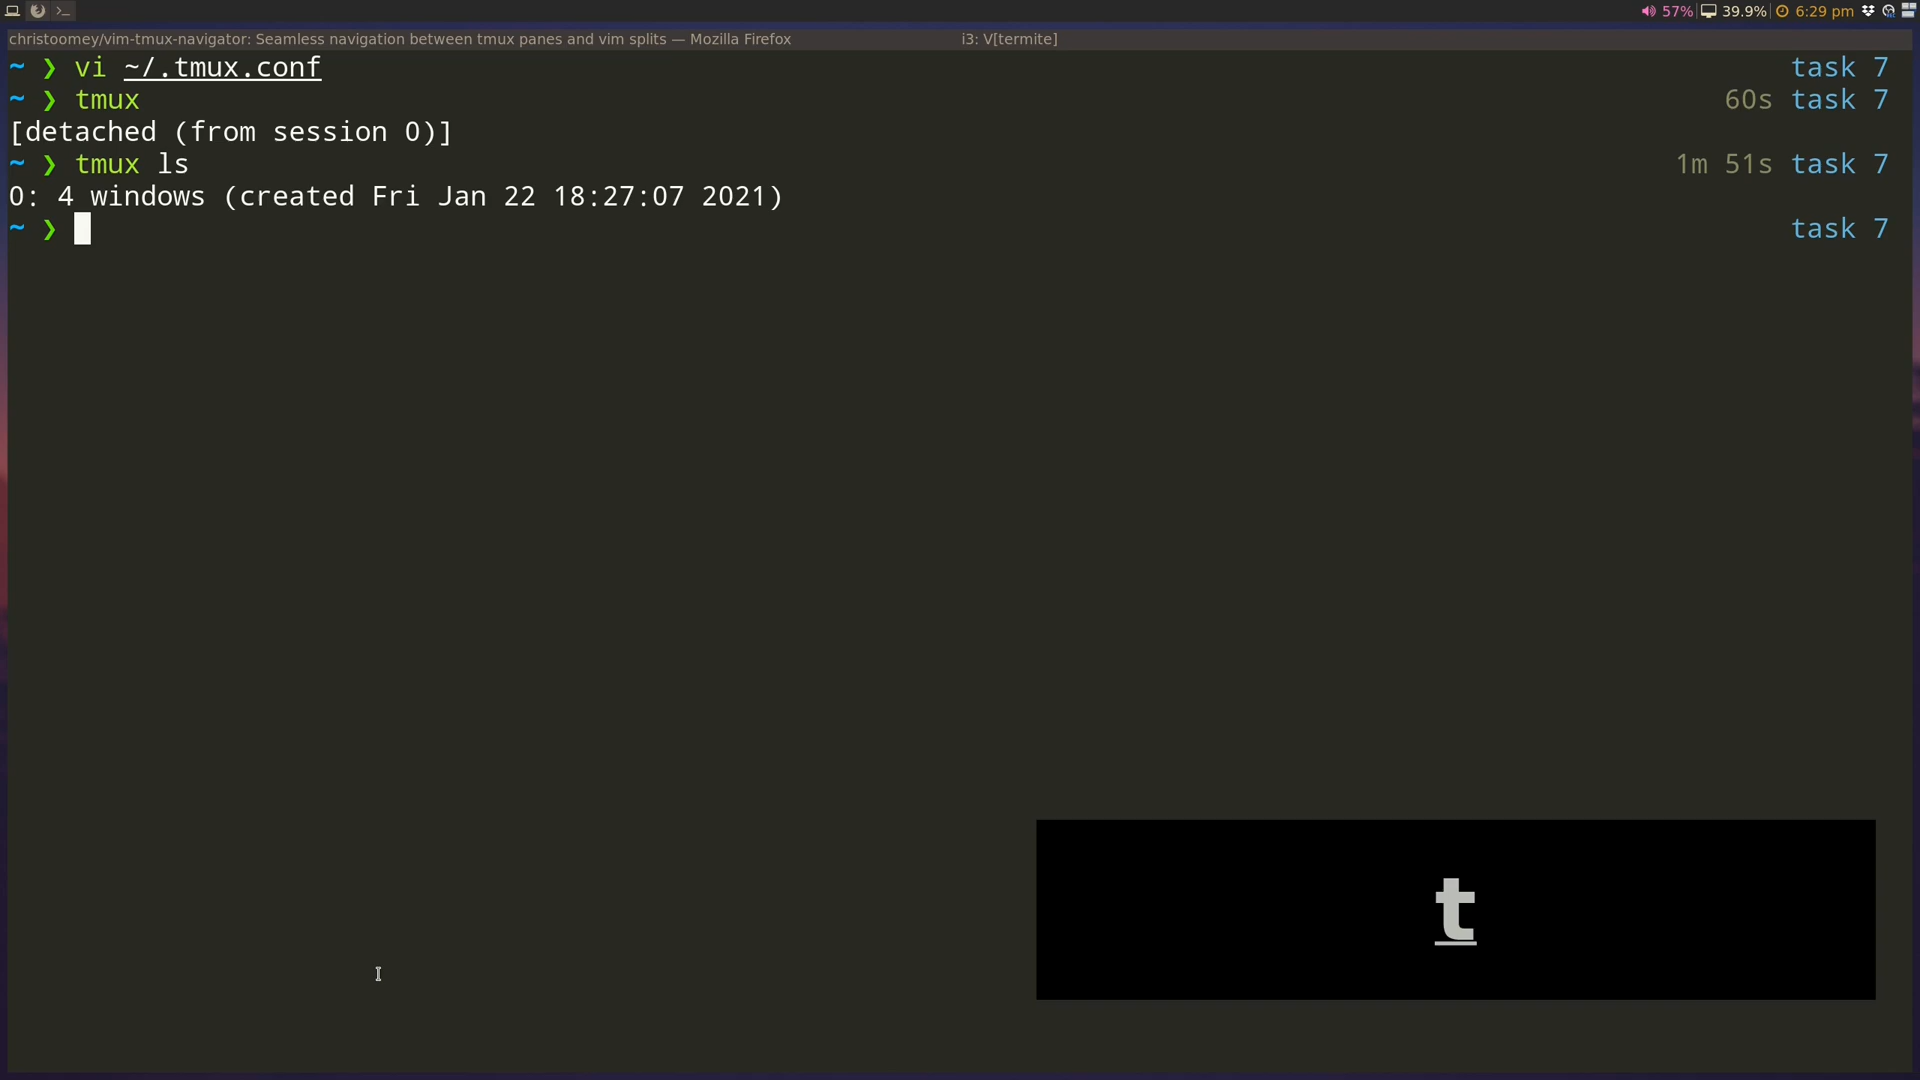 57% 39.9% 6:29 pm
christoomey/vim-tmux-navigator: Seamless navigation between tmux panes and vim splits — Mozilla Firefox i3: V[termite]
~ ❯ vi ~/.tmux.conf task 7
~ ❯ tmux 60s task 7
[detached (from session 0)]
~ ❯ tmux ls 1m 51s task 7
0: 4 windows (created Fri Jan 22 18:27:07 2021)
~ ❯ task 7
t